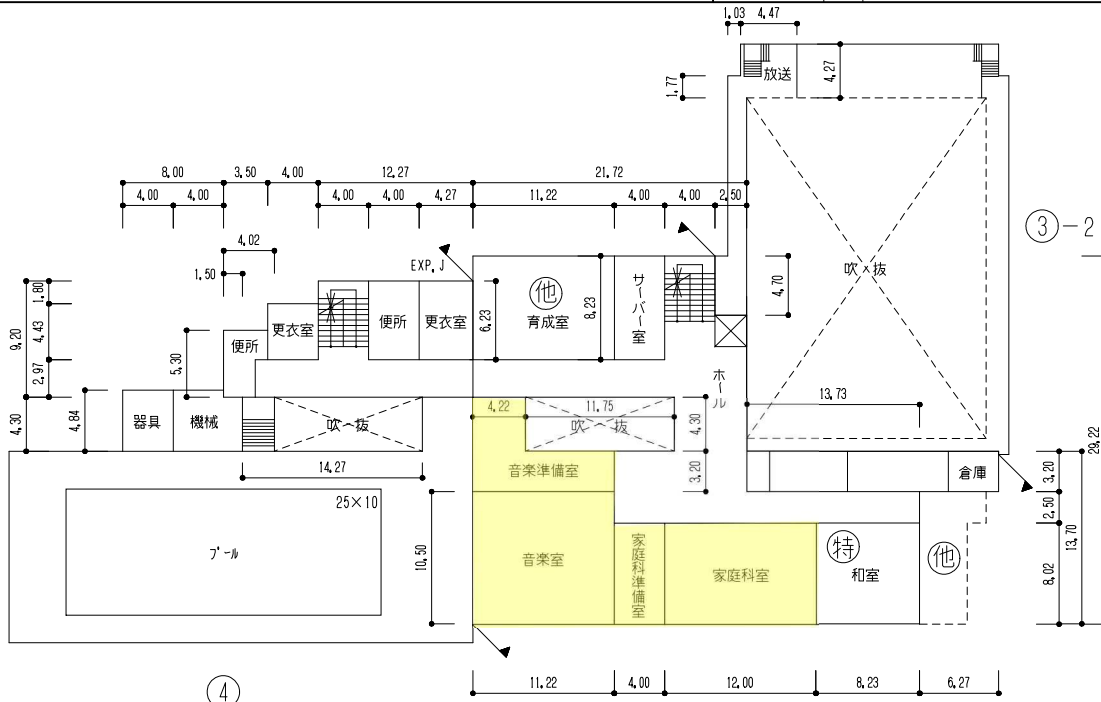 1.03 4.47
放送
4.27
1.77
8.00 3.50 4.00 12.27 21.72
4.00 4.00 4.00 4.00 4.27 11.22 4.00 4.00 2.50
③-2
4.02
EXP.J
1.50
吹抜
4.70
他
育成室
サーバー室
8.23
6.23
便所 更衣室
更衣室
便所
1.80
4.43
9.20
2.97
5.30
ホール
13.73
4.22 11.75
吹抜
吹抜
4.30
4.84
4.30
器具 機械
29.22
14.27
音楽準備室
3.20
倉庫
3.20
25×10
プール
10.50
音楽室
家庭科準備室
家庭科室
特
和室
他
2.50
13.70
8.02
④
11.22 4.00 12.00 8.23 6.27